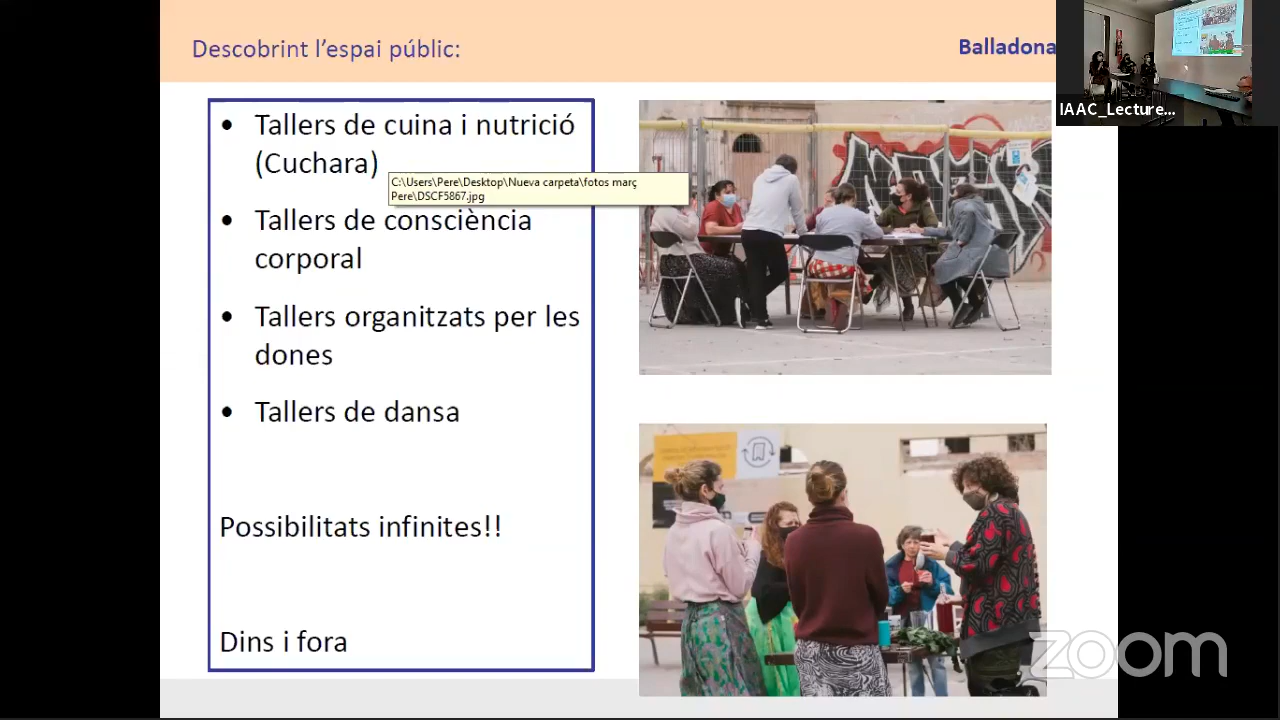 Descobrint l'espai públic:
Balladona
IAAC_Lecture...
• Tallers de cuina i nutrició
(Cuchara)
C:\Users\Pere\Desktop\Nueva carpeta\fotos març
Pere\DSCF5867.jpg
• Tallers de consciència
corporal
• Tallers organitzats per les
dones
• Tallers de dansa
Possibilitats infinites!!
Dins i fora
zoom